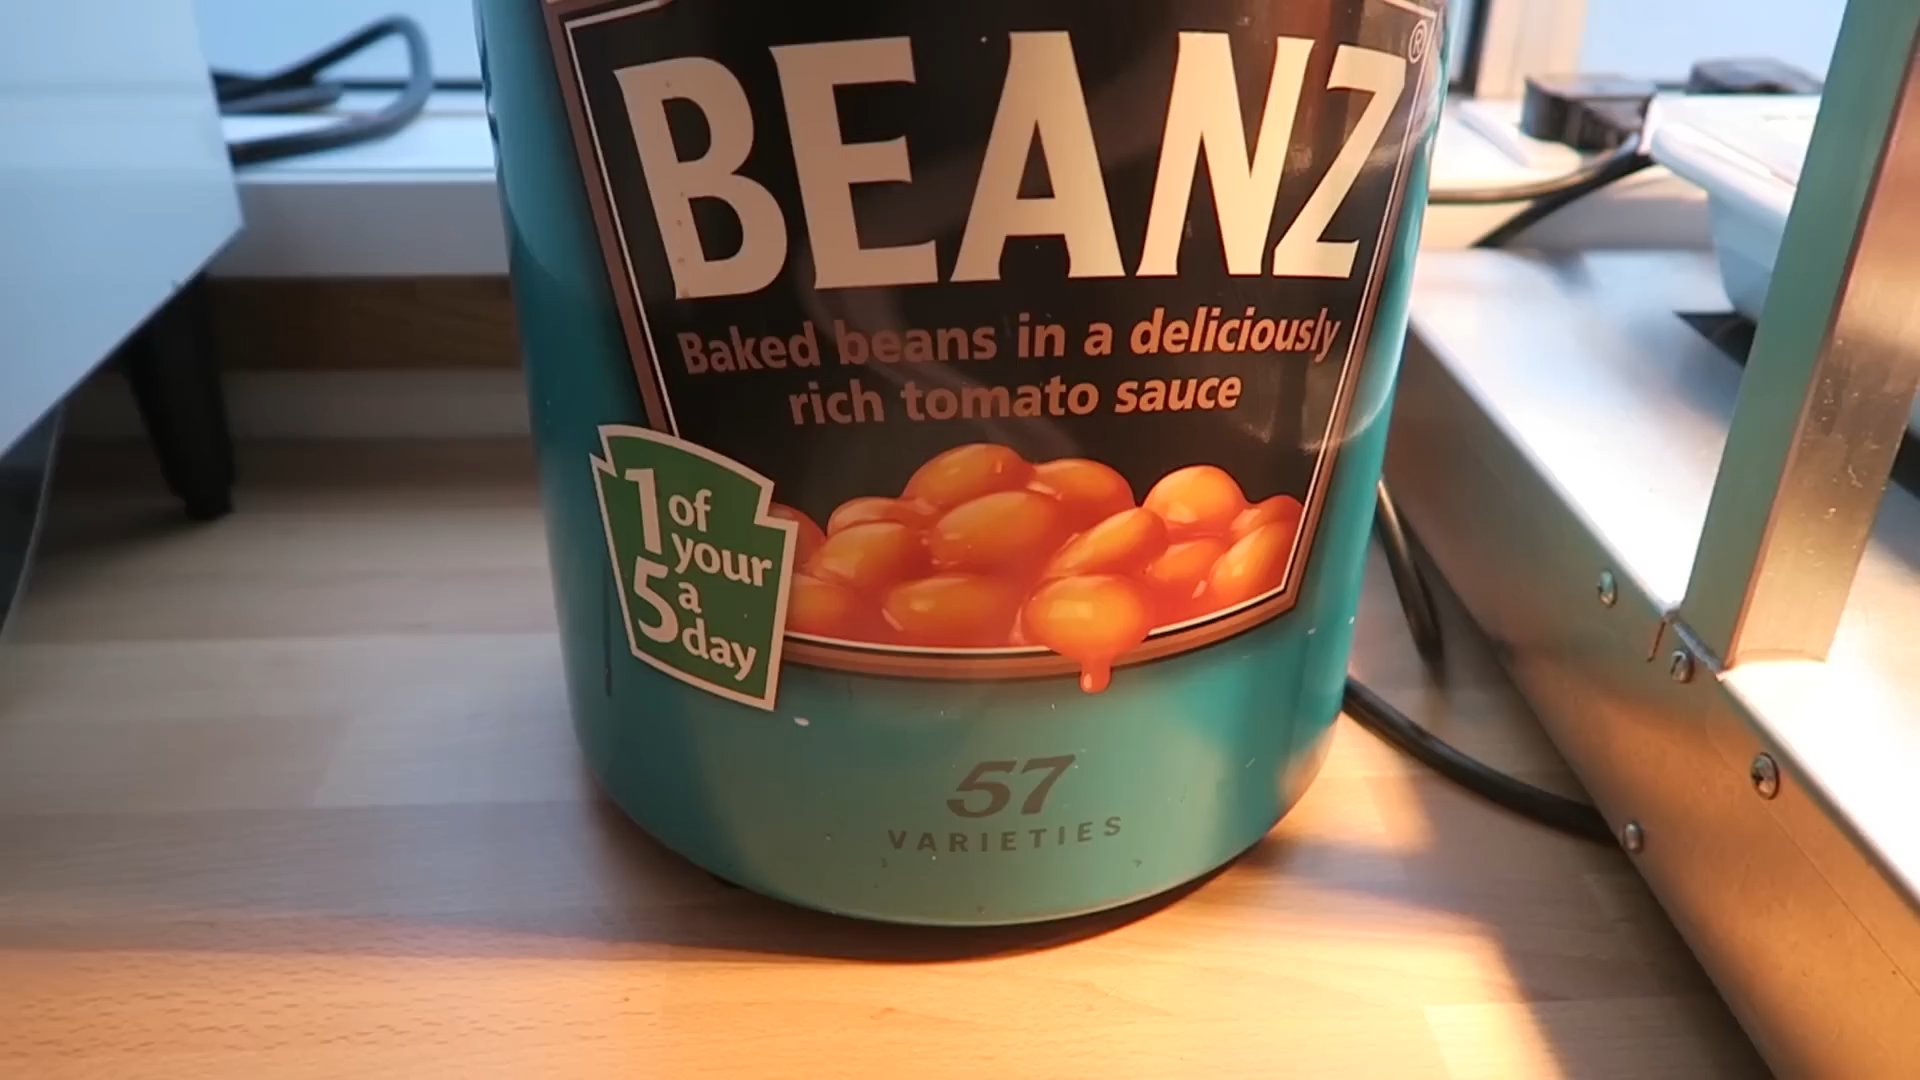 BEANZ®
Baked beans in a deliciously
rich tomato sauce
1 of
your
5 a
day
57
VARIETIES